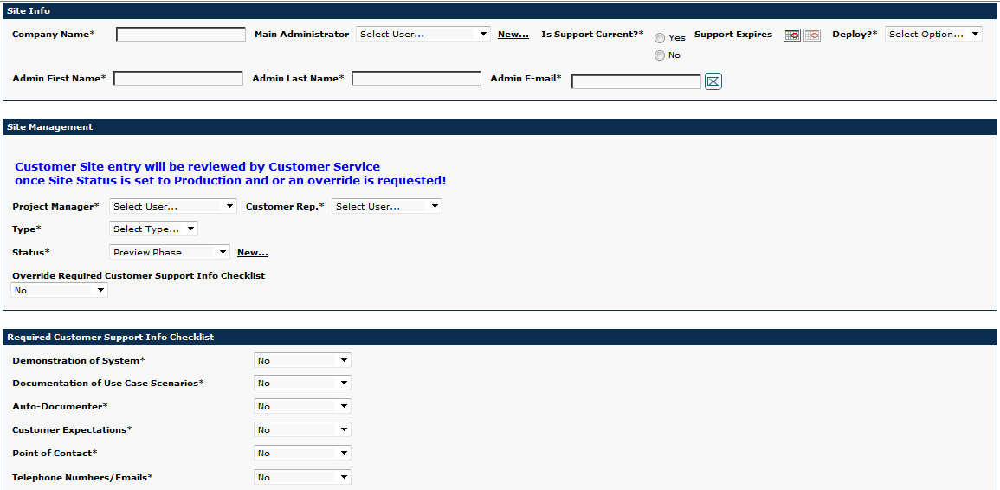 Site Info
Company Name* Main Administrator Select User... New... Is Support Current?* Yes Support Expires Deploy?* Select Option...
No
Admin First Name* Admin Last Name* Admin E-mail*
Site Management
Customer Site entry will be reviewed by Customer Service
once Site Status is set to Production and or an override is requested!
Project Manager* Select User... Customer Rep.* Select User...
Type* Select Type...
Status* Preview Phase New...
Override Required Customer Support Info Checklist
No
Required Customer Support Info Checklist
Demonstration of System* No
Documentation of Use Case Scenarios* No
Auto-Documenter* No
Customer Expectations* No
Point of Contact* No
Telephone Numbers/Emails* No